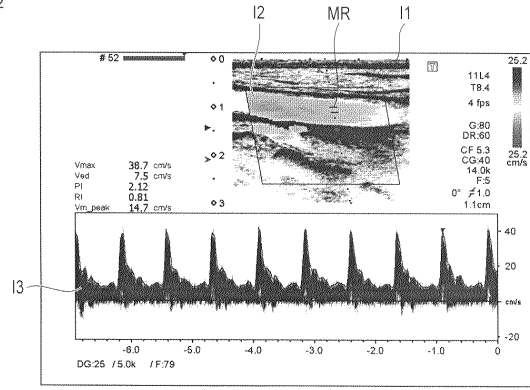 I2 MR I1
#52
0
1
2
3
T
25.2
11L4
T8.4
4 fps
G:80
DR:60
CF 5.3
CG:40
14.0k
F:5
0° 1.0
1.1cm
25.2
cm/s
Vmax 38.7 cm/s
Ved 7.5 cm/s
PI 2.12
RI 0.81
Vm_peak 14.7 cm/s
I3
40
20
cm/s
-20
-6.0 -5.0 -4.0 -3.0 -2.0 -1.0 0
DG:25 / 5.0k / F:79